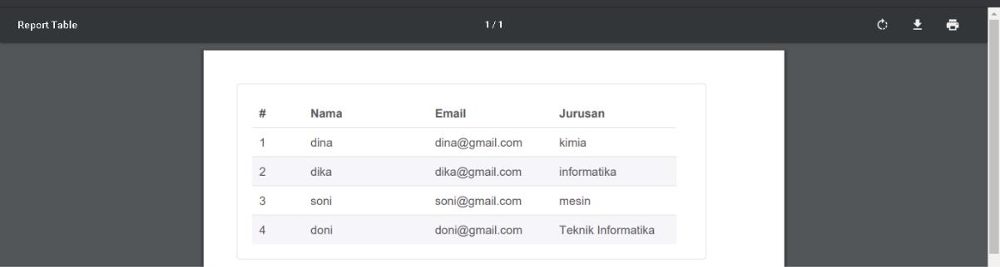 Report Table 1 / 1
# Nama Email Jurusan
1 dina dina@gmail.com kimia
2 dika dika@gmail.com informatika
3 soni soni@gmail.com mesin
4 doni doni@gmail.com Teknik Informatika